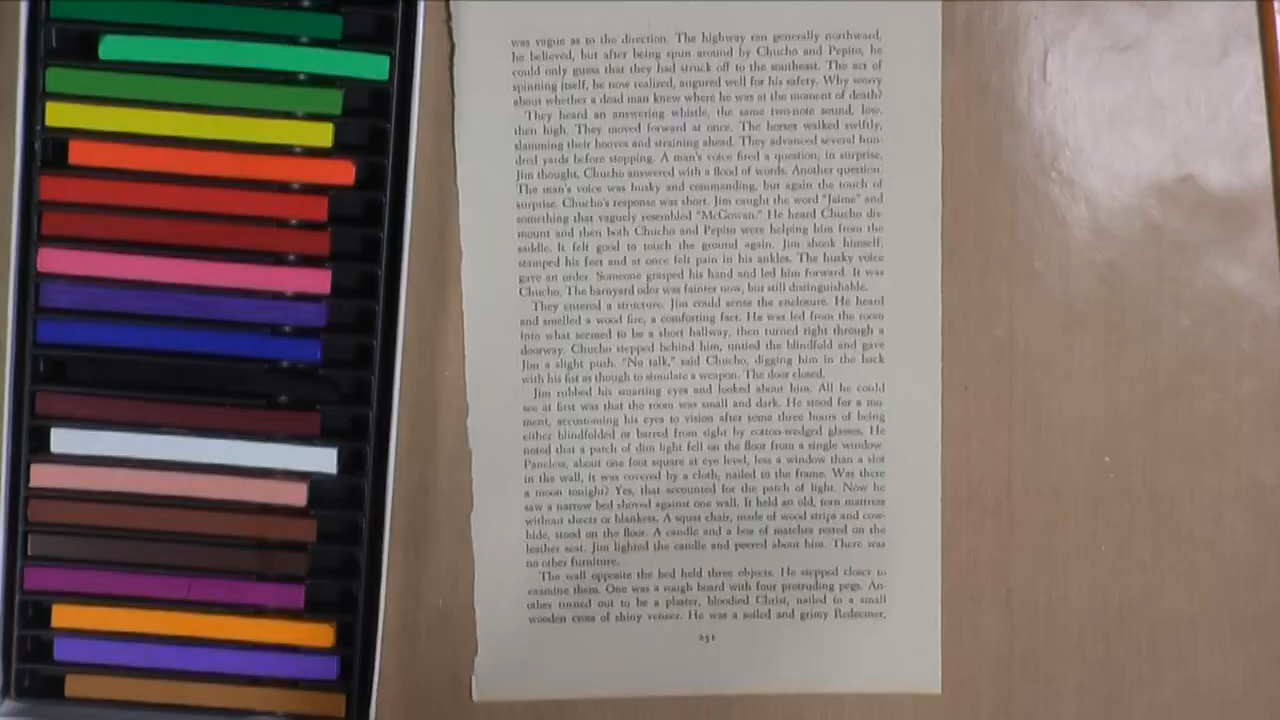 was vague as to the direction. The highway ran generally northward,
he believed, but after being spun around by Chucho and Pepito, he
could only guess that they had struck off to the southeast. The act of
spinning itself, he now realized, augured well for his safety. Why worry
about whether a dead man knew where he was at the moment of death?
They heard an answering whistle, the same two-note sound, low,
then high. They moved forward at once. The horses walked swiftly,
slamming their hooves and straining ahead. They advanced several hun-
dred yards before stopping. A man's voice fired a question, in surprise,
Jim thought. Chucho answered with a flood of words. Another question.
The man's voice was husky and commanding, but again the touch of
surprise. Chucho's response was short. Jim caught the word "Jaime" and
something that vaguely resembled "McGowan." He heard Chucho dis-
mount and then both Chucho and Pepito were helping him from the
saddle. It felt good to touch the ground again. Jim shook himself,
stamped his feet and at once felt pain in his ankles. The husky voice
gave an order. Someone grasped his hand and led him forward. It was
Chucho. The barnyard odor was fainter now, but still distinguishable.
They entered a structure. Jim could sense the enclosure. He heard
and smelled a wood fire, a comforting fact. He was led from the room
into what seemed to be a short hallway, then turned right through a
doorway. Chucho stepped behind him, untied the blindfold and gave
Jim a slight push. "No talk," said Chucho, digging him in the back
with his fist as though to simulate a weapon. The door closed.
Jim rubbed his smarting eyes and looked about him. All he could
see at first was that the room was small and dark. He stood for a mo-
ment, accustoming his eyes to vision after some three hours of being
either blindfolded or barred from sight by cotton-wedged glasses. He
noted that a patch of dim light fell on the floor from a single window.
Paneless, about one foot square at eye level, less a window than a slot
in the wall, it was covered by a cloth, nailed to the frame. Was there
a moon tonight? Yes, that accounted for the patch of light. Now he
saw a narrow bed shoved against one wall. It held an old, torn mattress
without sheets or blankets. A squat chair, made of wood strips and cow-
hide, stood on the floor. A candle and a box of matches rested on the
leather seat. Jim lighted the candle and peered about him. There was
no other furniture.
The wall opposite the bed held three objects. He stepped closer to
examine them. One was a rough board with four protruding pegs. An-
other turned out to be a plaster, bloodied Christ, nailed to a small
wooden cross of shiny veneer. He was a soiled and grimy Redeemer,
251